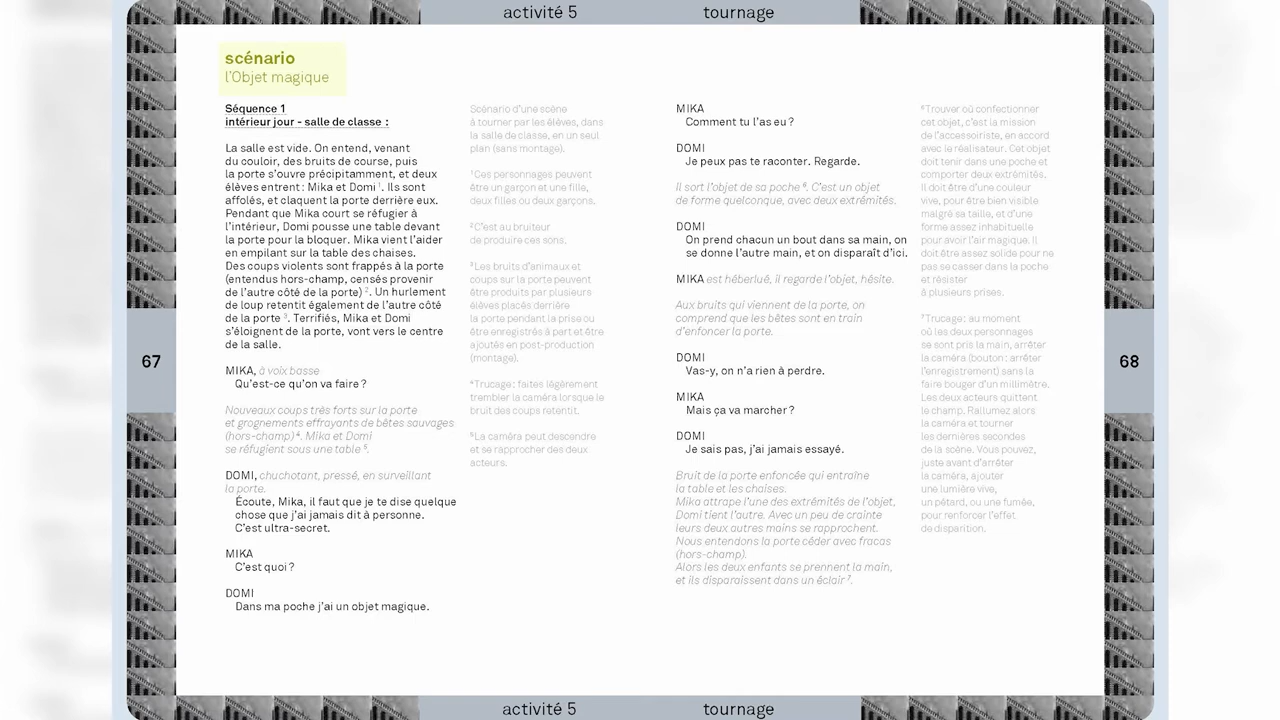 activité 5 tournage
scénario
l'Objet magique
Séquence 1
intérieur jour - salle de classe :
La salle est vide. On entend, venant
du couloir, des bruits de course, puis
la porte s'ouvre précipitamment, et deux
élèves entrent : Mika et Domi ¹. Ils sont
affolés, et claquent la porte derrière eux.
Pendant que Mika court se réfugier à
l'intérieur, Domi pousse une table devant
la porte pour la bloquer. Mika vient l'aider
en empilant sur la table des chaises.
Des coups violents sont frappés à la porte
(entendus hors-champ, censés provenir
de l'autre côté de la porte) ². Un hurlement
de loup retentit également de l'autre côté
de la porte ³. Terrifiés, Mika et Domi
s'éloignent de la porte, vont vers le centre
de la salle.
MIKA, à voix basse
Qu'est-ce qu'on va faire ?
Nouveaux coups très forts sur la porte
et grognements effrayants de bêtes sauvages
(hors-champ) ⁴. Mika et Domi
se réfugient sous une table ⁵.
DOMI, chuchotant, pressé, en surveillant
la porte.
Écoute, Mika, il faut que je te dise quelque
chose que j'ai jamais dit à personne.
C'est ultra-secret.
MIKA
C'est quoi ?
DOMI
Dans ma poche j'ai un objet magique.
Scénario d'une scène
à tourner par les élèves, dans
la salle de classe, en un seul
plan (sans montage).
¹Ces personnages peuvent
être un garçon et une fille,
deux filles ou deux garçons.
²C'est au bruiteur
de produire ces sons.
³Les bruits d'animaux et
coups sur la porte peuvent
être produits par plusieurs
élèves placés derrière
la porte pendant la prise ou
être enregistrés à part et être
ajoutés en post-production
(montage).
⁴Trucage : faites légèrement
trembler la caméra lorsque le
bruit des coups retentit.
⁵La caméra peut descendre
et se rapprocher des deux
acteurs.
67
MIKA
Comment tu l'as eu ?
DOMI
Je peux pas te raconter. Regarde.
Il sort l'objet de sa poche ⁶. C'est un objet
de forme quelconque, avec deux extrémités.
DOMI
On prend chacun un bout dans sa main, on
se donne l'autre main, et on disparaît d'ici.
MIKA est héberlué, il regarde l'objet, hésite.
Aux bruits qui viennent de la porte, on
comprend que les bêtes sont en train
d'enfoncer la porte.
DOMI
Vas-y, on n'a rien à perdre.
MIKA
Mais ça va marcher ?
DOMI
Je sais pas, j'ai jamais essayé.
Bruit de la porte enfoncée qui entraîne
la table et les chaises.
Mika attrape l'une des extrémités de l'objet,
Domi tient l'autre. Avec un peu de crainte
leurs deux autres mains se rapprochent.
Nous entendons la porte céder avec fracas
(hors-champ).
Alors les deux enfants se prennent la main,
et ils disparaissent dans un éclair ⁷.
⁶Trouver où confectionner
cet objet, c'est la mission
de l'accessoiriste, en accord
avec le réalisateur. Cet objet
doit tenir dans une poche et
comporter deux extrémités.
Il doit être d'une couleur
vive, pour être bien visible
malgré sa taille, et d'une
forme assez inhabituelle
pour avoir l'air magique. Il
doit être assez solide pour ne
pas se casser dans la poche
et résister
à plusieurs prises.
⁷Trucage : au moment
où les deux personnages
se sont pris la main, arrêter
la caméra (bouton : arrêter
l'enregistrement) sans la
faire bouger d'un millimètre.
Les deux acteurs quittent
le champ. Rallumez alors
la caméra et tourner
les dernières secondes
de la scène. Vous pouvez,
juste avant d'arrêter
la caméra, ajouter
une lumière vive,
un pétard, ou une fumée,
pour renforcer l'effet
de disparition.
68
activité 5 tournage